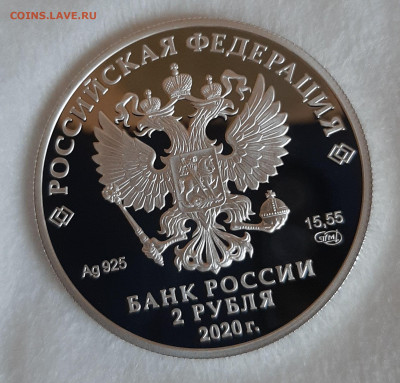 COINS.LAVE.RU
РОССИЙСКАЯ ФЕДЕРАЦИЯ
Ag 925
15,55
БАНК РОССИИ
2 РУБЛЯ
2020 г.